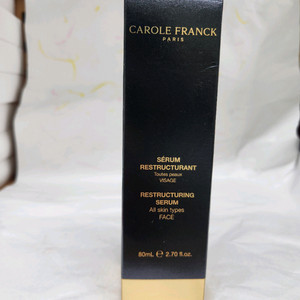 CAROLE FRANCK
PARIS
SÉRUM
RESTRUCTURANT
Toutes peaux
VISAGE
RESTRUCTURING
SERUM
All skin types
FACE
80mL ℮ 2.70 fl.oz.